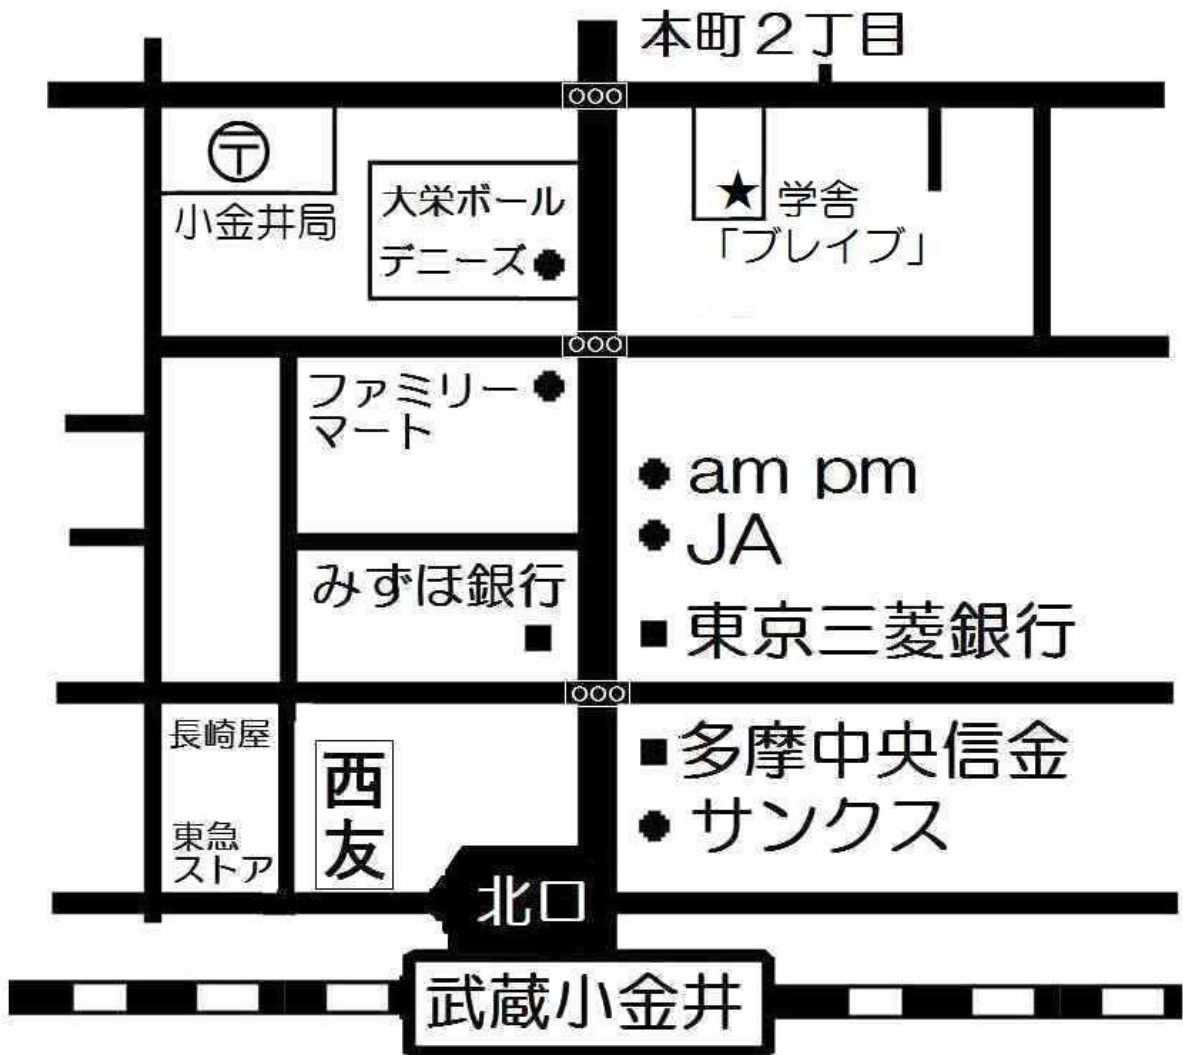 本町２丁目
〒
小金井局
大栄ボール
デニーズ
★ 学舎
「ブレイブ」
ファミリー
マート
am pm
JA
みずほ銀行
東京三菱銀行
長崎屋
東急
ストア
西友
多摩中央信金
サンクス
北口
武蔵小金井